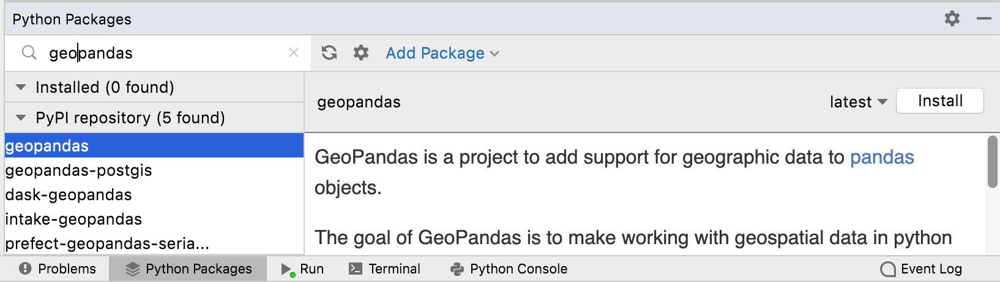 Python Packages
geopandas
Add Package
Installed (0 found)
PyPI repository (5 found)
geopandas
geopandas-postgis
dask-geopandas
intake-geopandas
prefect-geopandas-seria...
geopandas
latest
Install
GeoPandas is a project to add support for geographic data to pandas
objects.
The goal of GeoPandas is to make working with geospatial data in python
Problems
Python Packages
Run
Terminal
Python Console
Event Log